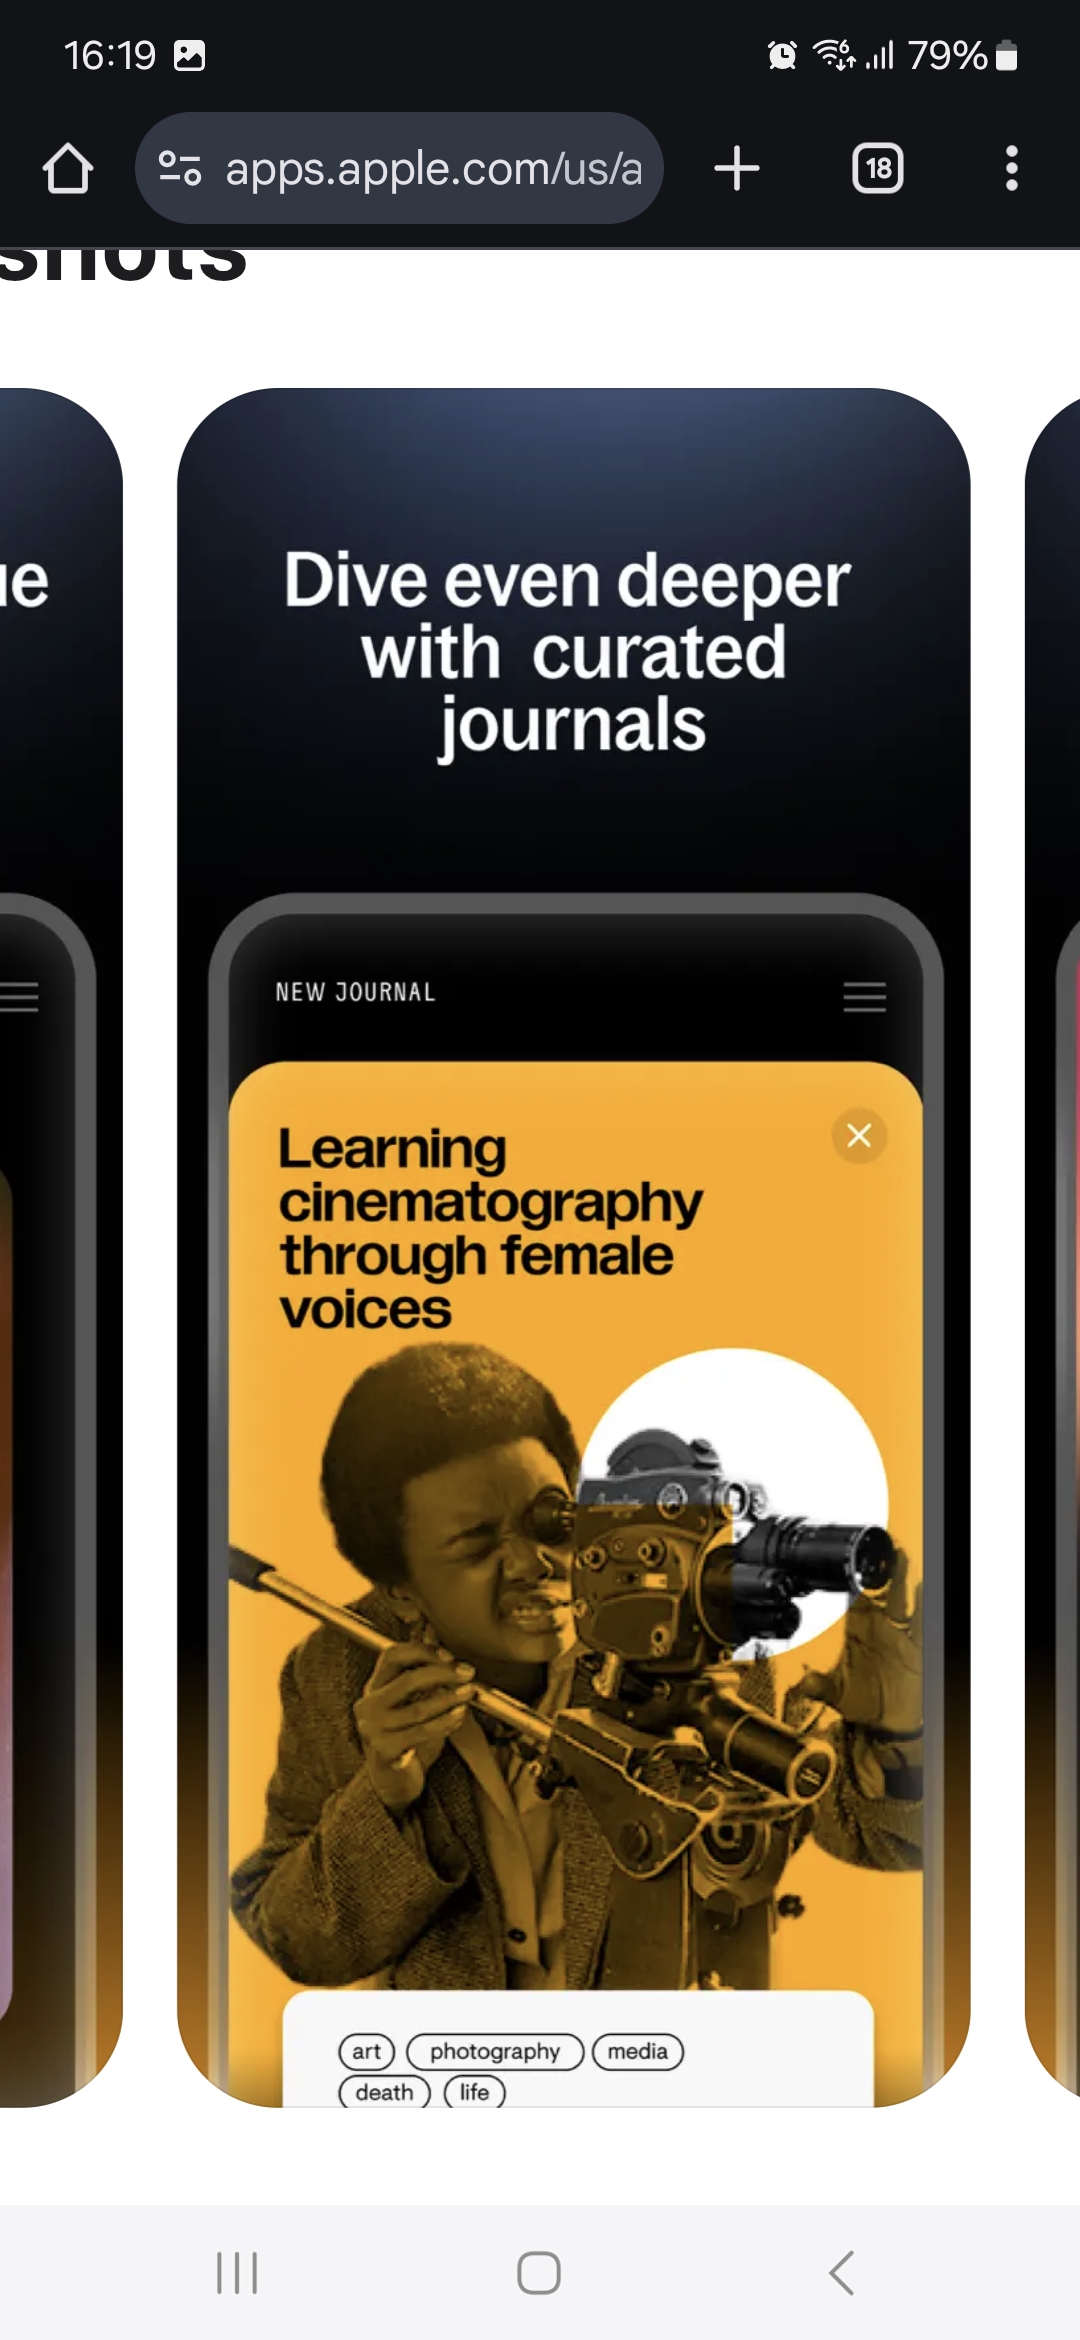 16:19
79%
apps.apple.com/us/a
18
shots
ue
Dive even deeper
with curated
journals
NEW JOURNAL
Learning
cinematography
through female
voices
art photography media
death life